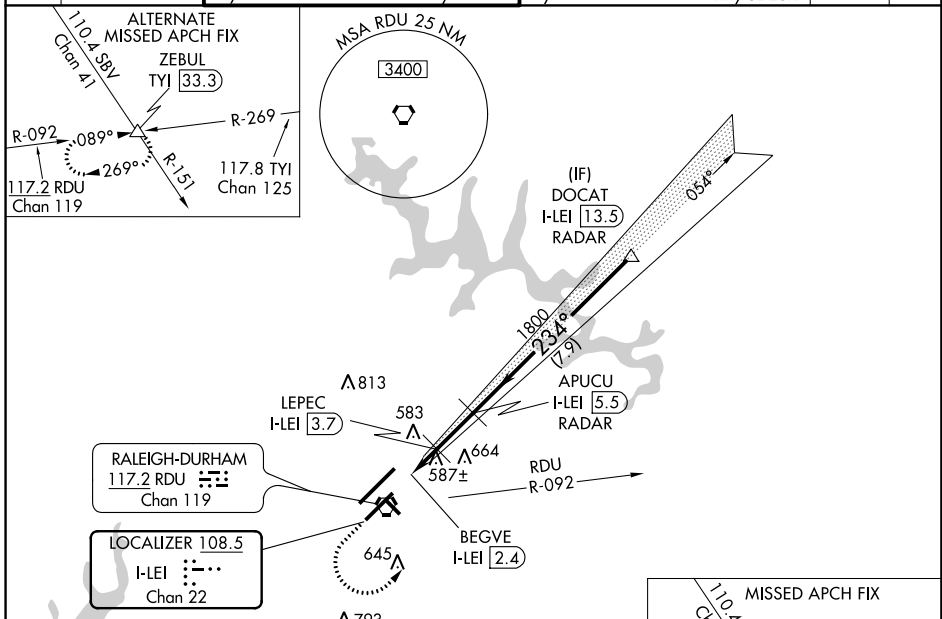 ALTERNATE
MISSED APCH FIX
110.4 SBV
Chan 41
ZEBUL
TYI 33.3
R-092
089°
R-269
269°
R-151
117.2 RDU
Chan 119
117.8 TYI
Chan 125
MSA RDU 25 NM
3400
(IF)
DOCAT
I-LEI 13.5
RADAR
054°
1800
234°
(7.9)
APUCU
I-LEI 5.5
RADAR
813
LEPEC
I-LEI 3.7
583
664
587±
RALEIGH-DURHAM
117.2 RDU
Chan 119
RDU
R-092
LOCALIZER 108.5
I-LEI
Chan 22
645
BEGVE
I-LEI 2.4
MISSED APCH FIX
110.4